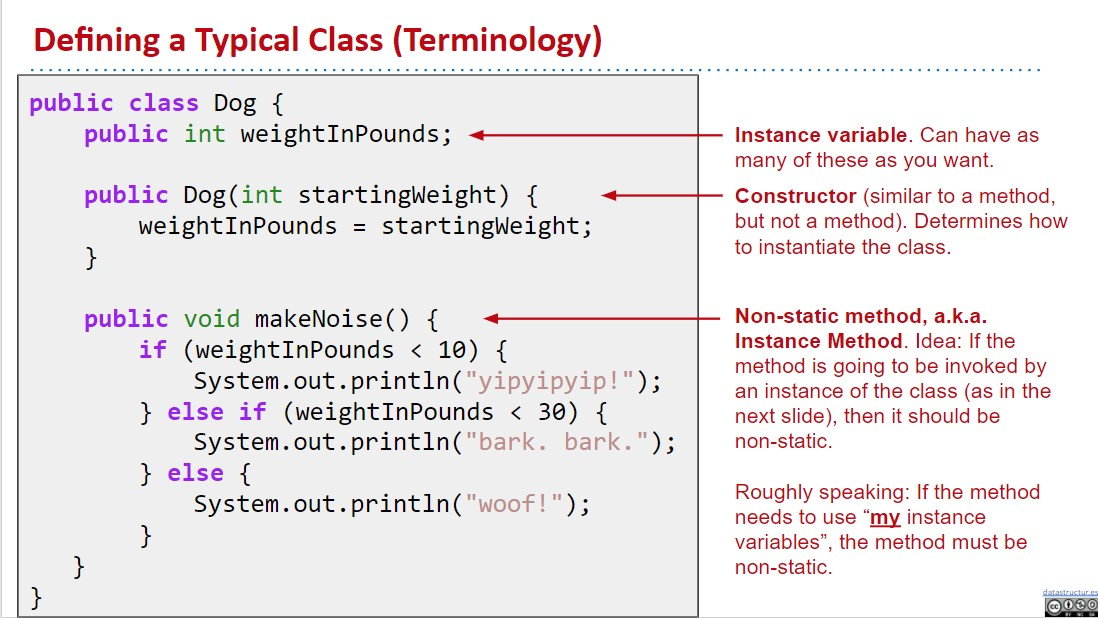 Defining a Typical Class (Terminology)
public class Dog {
public int weightInPounds;
public Dog(int startingWeight) {
weightInPounds = startingWeight;
}
public void makeNoise() {
if (weightInPounds < 10) {
System.out.println("yipyipyip!");
} else if (weightInPounds < 30) {
System.out.println("bark. bark.");
} else {
System.out.println("woof!");
}
}
}
Instance variable. Can have as
many of these as you want.
Constructor (similar to a method,
but not a method). Determines how
to instantiate the class.
Non-static method, a.k.a.
Instance Method. Idea: If the
method is going to be invoked by
an instance of the class (as in the
next slide), then it should be
non-static.
Roughly speaking: If the method
needs to use “my instance
variables”, the method must be
non-static.
datastructur.es
cc
BY NC SA